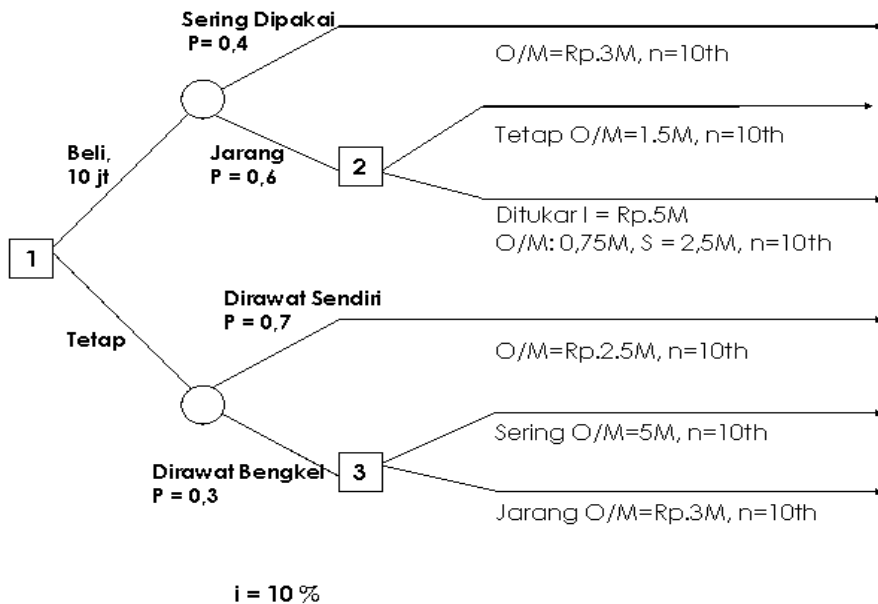 Sering Dipakai
P= 0,4
O/M=Rp.3M, n=10th
Beli,
10 jt
Jarang
P = 0,6
2
Tetap O/M=1.5M, n=10th
Ditukar I = Rp.5M
O/M: 0,75M, S = 2,5M, n=10th
1
Tetap
Dirawat Sendiri
P = 0,7
O/M=Rp.2.5M, n=10th
Dirawat Bengkel
P = 0,3
3
Sering O/M=5M, n=10th
Jarang O/M=Rp.3M, n=10th
i = 10 %